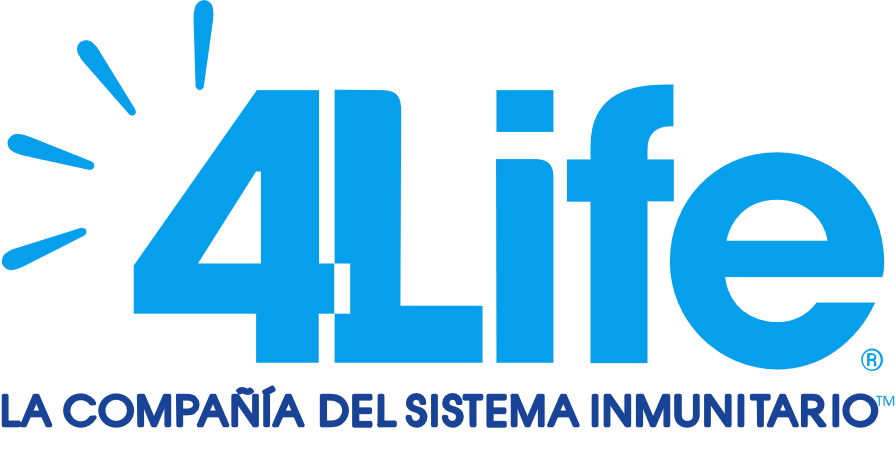 4Life®
LA COMPAÑÍA DEL SISTEMA INMUNITARIO™